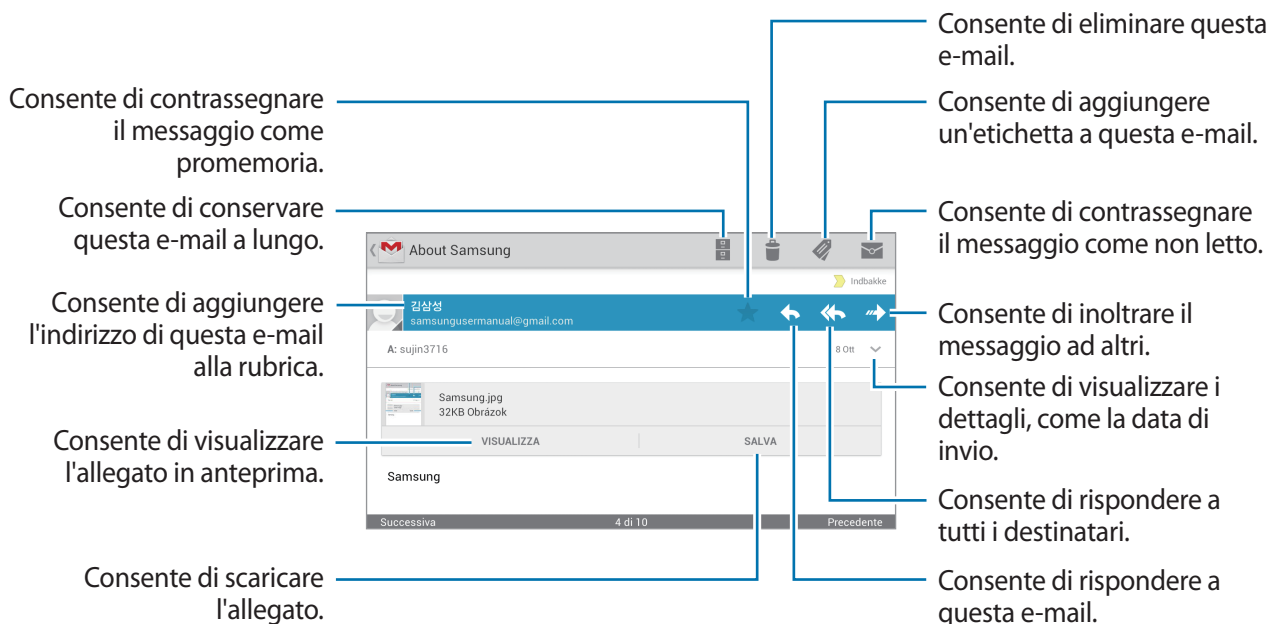 Consente di contrassegnare
il messaggio come
promemoria.
Consente di conservare
questa e-mail a lungo.
Consente di aggiungere
l'indirizzo di questa e-mail
alla rubrica.
Consente di visualizzare
l'allegato in anteprima.
Consente di scaricare
l'allegato.
About Samsung
Indbakke
김삼성
samsungusermanual@gmail.com
A: sujin3716
8 Ott
Samsung.jpg
32KB Obrázok
VISUALIZZA
SALVA
Samsung
Successiva
4 di 10
Precedente
Consente di eliminare questa
e-mail.
Consente di aggiungere
un'etichetta a questa e-mail.
Consente di contrassegnare
il messaggio come non letto.
Consente di inoltrare il
messaggio ad altri.
Consente di visualizzare i
dettagli, come la data di
invio.
Consente di rispondere a
tutti i destinatari.
Consente di rispondere a
questa e-mail.